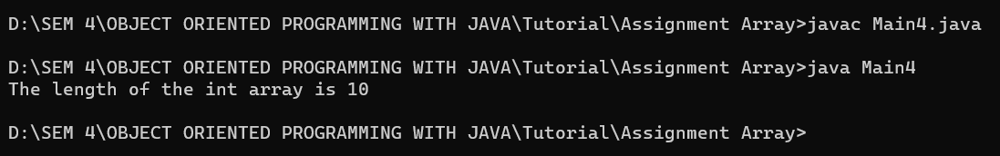 D:\SEM 4\OBJECT ORIENTED PROGRAMMING WITH JAVA\Tutorial\Assignment Array>javac Main4.java
D:\SEM 4\OBJECT ORIENTED PROGRAMMING WITH JAVA\Tutorial\Assignment Array>java Main4
The length of the int array is 10
D:\SEM 4\OBJECT ORIENTED PROGRAMMING WITH JAVA\Tutorial\Assignment Array>